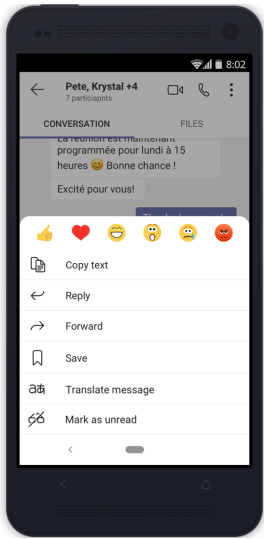 8:02
Pete, Krystal +4
7 particiapnts
CONVERSATION
FILES
La réunion est maintenant
programmée pour lundi à 15
heures 😄 Bonne chance !
Excité pour vous!
Copy text
Reply
Forward
Save
Translate message
Mark as unread